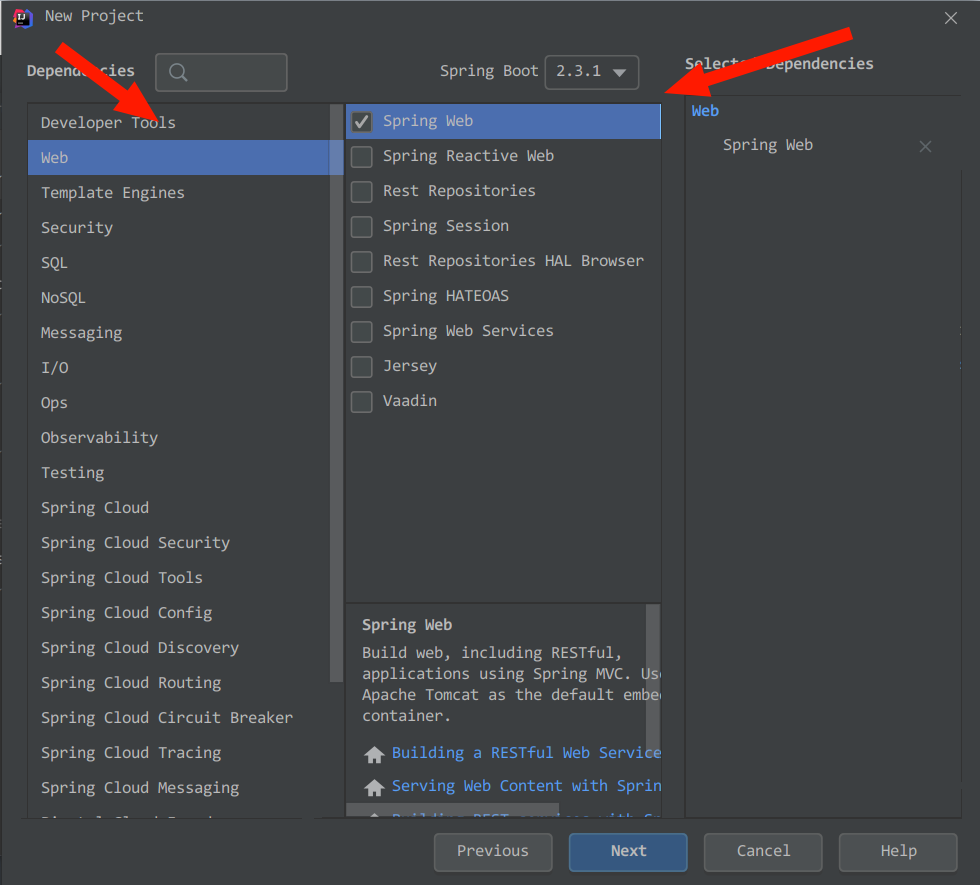 New Project
Dependencies
Spring Boot 2.3.1
Selected Dependencies
Developer Tools
Web
Template Engines
Security
SQL
NoSQL
Messaging
I/O
Ops
Observability
Testing
Spring Cloud
Spring Cloud Security
Spring Cloud Tools
Spring Cloud Config
Spring Cloud Discovery
Spring Cloud Routing
Spring Cloud Circuit Breaker
Spring Cloud Tracing
Spring Cloud Messaging
Spring Web
Spring Reactive Web
Rest Repositories
Spring Session
Rest Repositories HAL Browser
Spring HATEOAS
Spring Web Services
Jersey
Vaadin
Spring Web
Build web, including RESTful,
applications using Spring MVC.
Apache Tomcat as the default
container.
Building a RESTful Web Service
Serving Web Content with
Web
Spring Web
Previous
Next
Cancel
Help